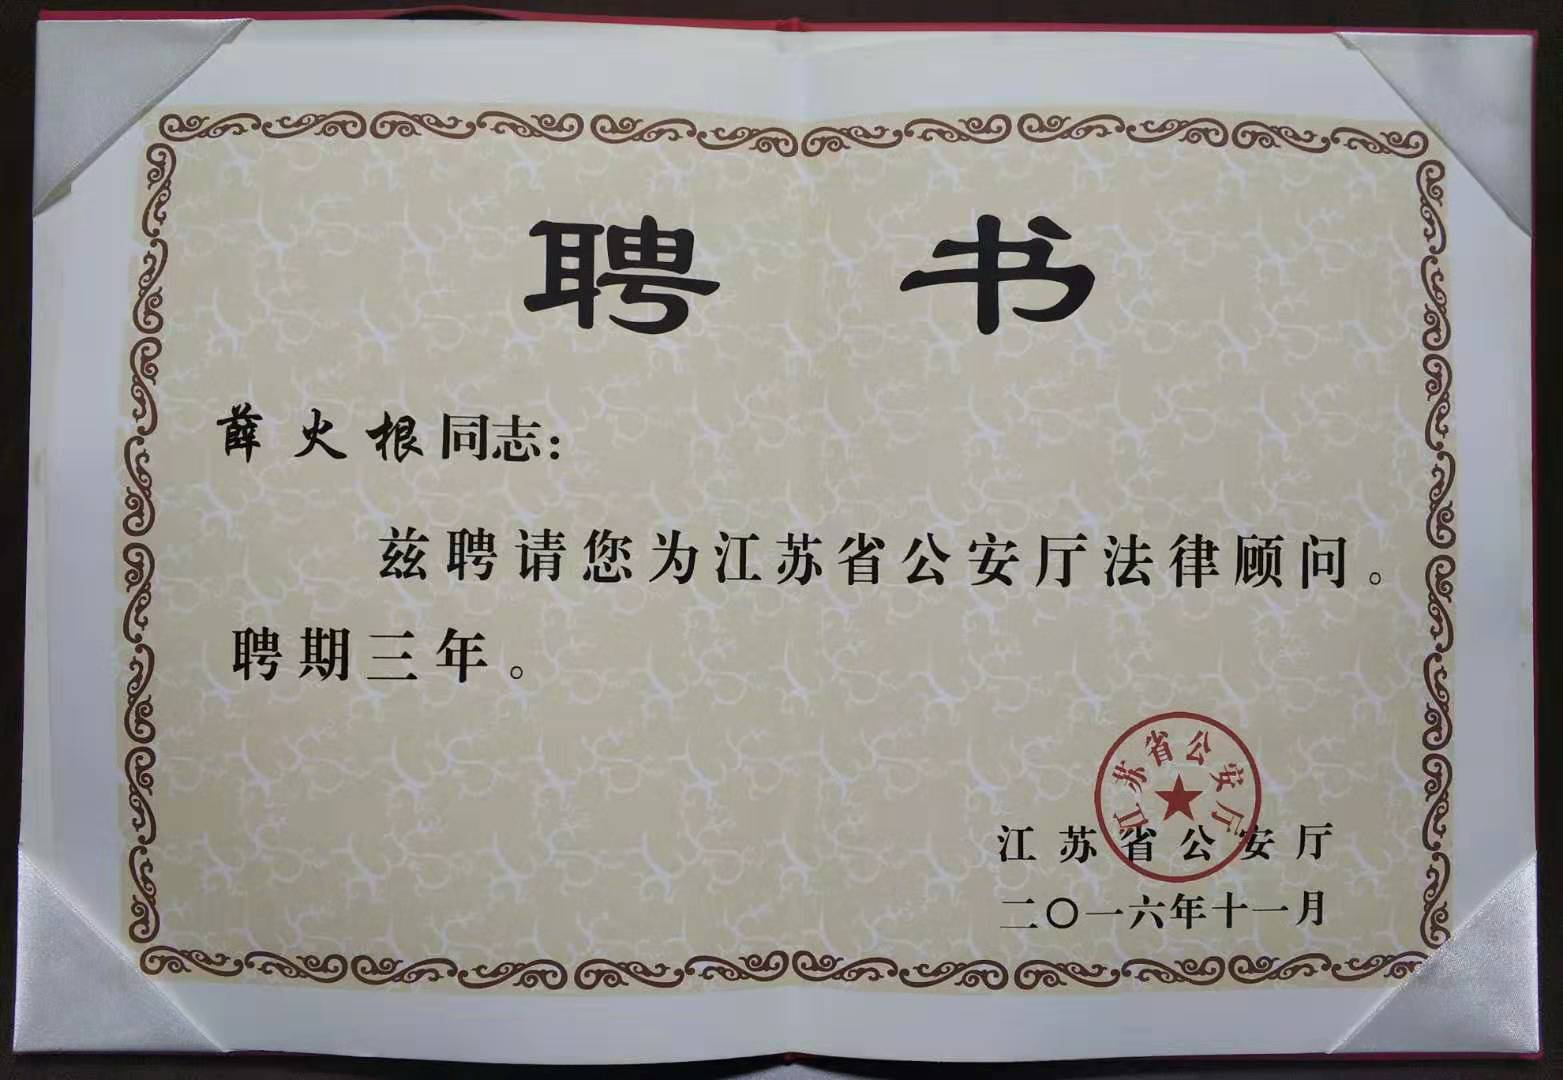 聘书
薛火根同志：
兹聘请您为江苏省公安厅法律顾问。
聘期三年。
江苏省公安厅
江苏省公安厅
二〇一六年十一月